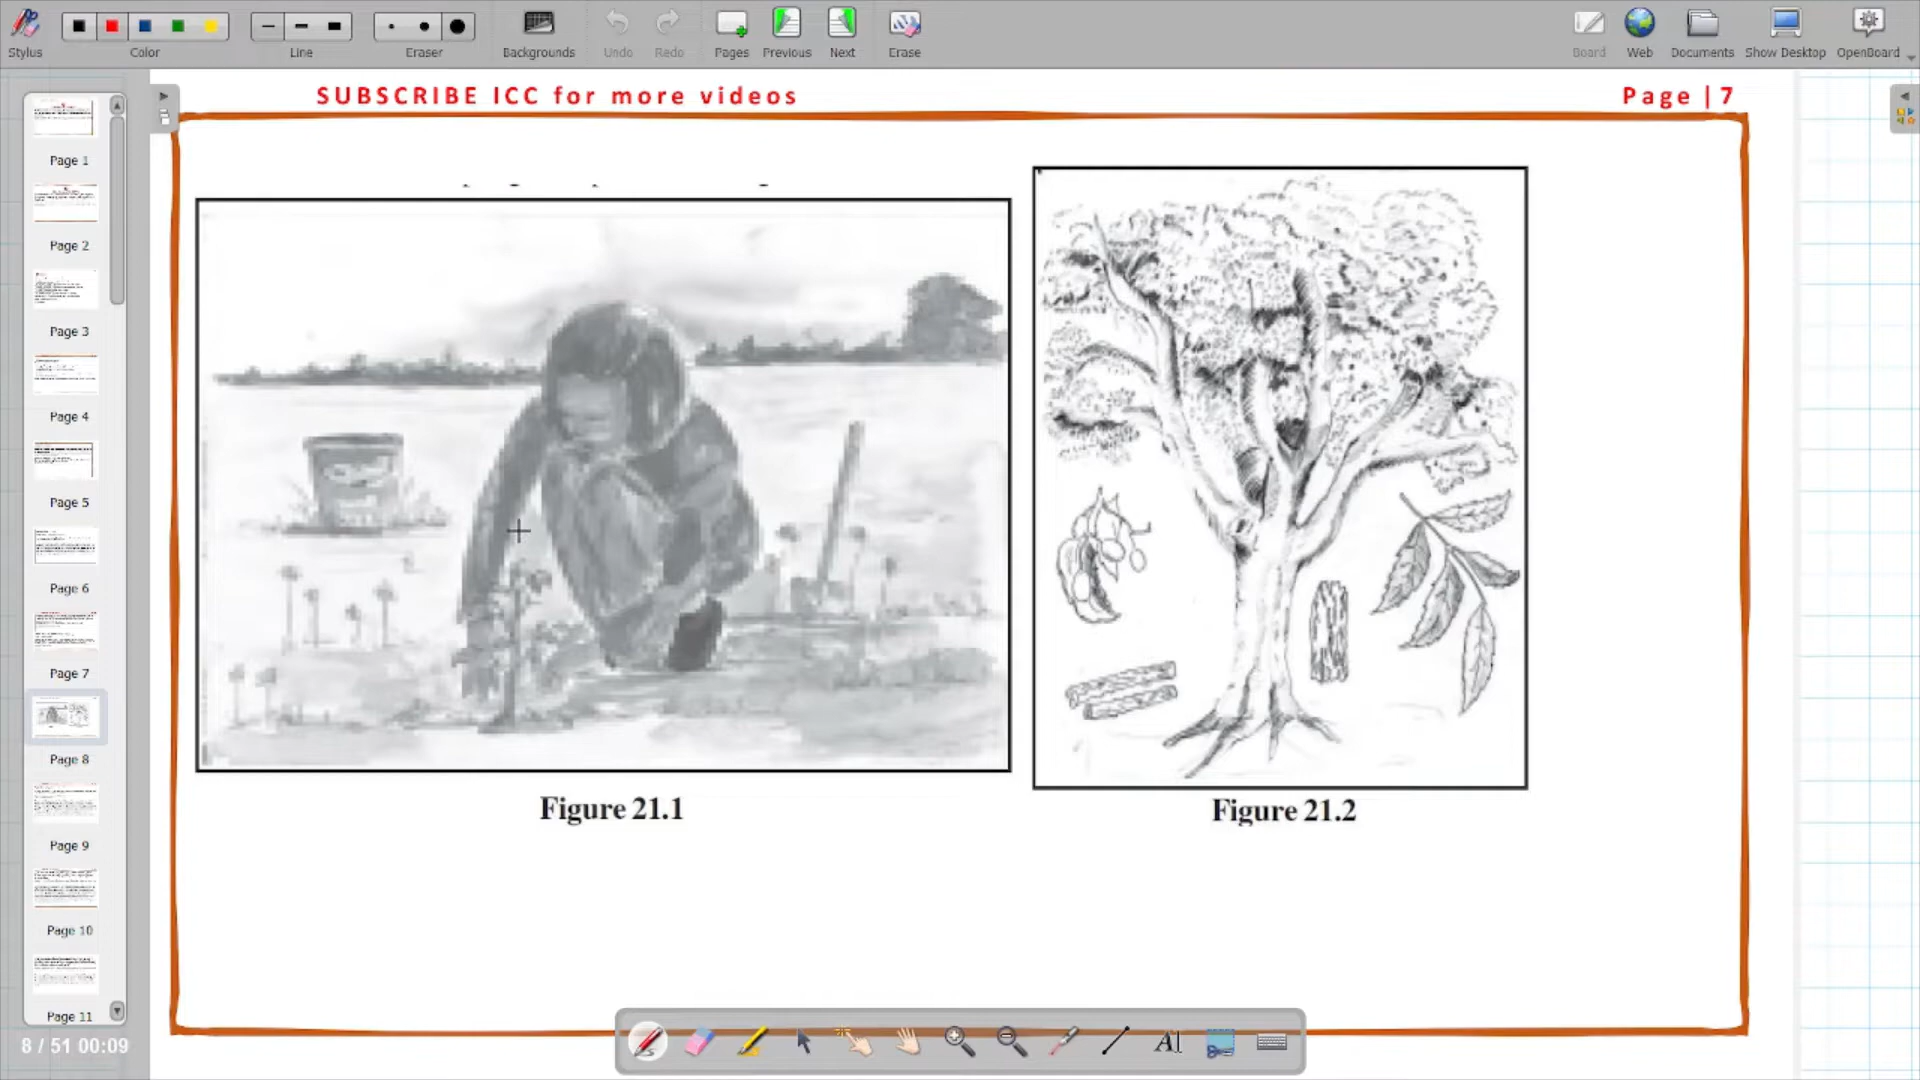 Stylus
Color
Line
Eraser
Backgrounds
Undo
Redo
Pages
Previous
Next
Erase
Board
Web
Documents
Show Desktop
OpenBoard
SUBSCRIBE ICC for more videos
Page | 7
Page 1
Page 2
Page 3
Page 4
Page 5
Page 6
Page 7
Page 8
Page 9
Page 10
Page 11
Figure 21.1
Figure 21.2
8 / 51 00:09
AI